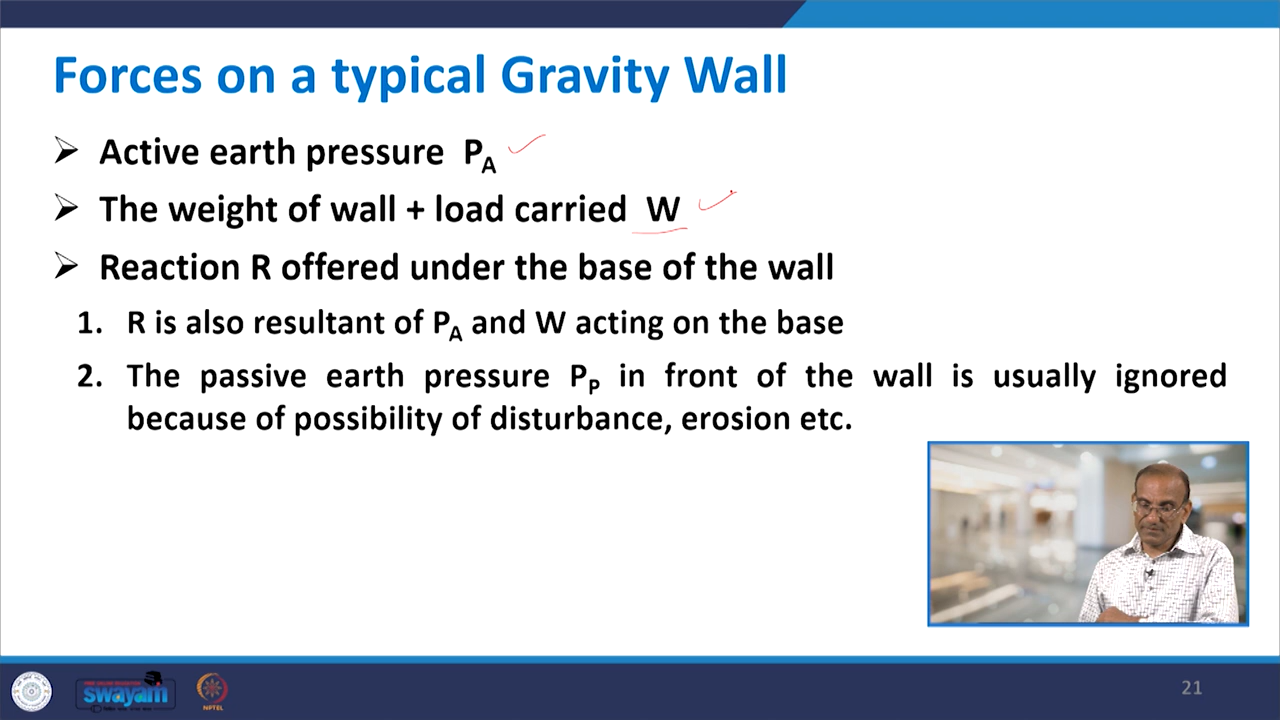 Forces on a typical Gravity Wall
➢ Active earth pressure P_A
➢ The weight of wall + load carried W
➢ Reaction R offered under the base of the wall
1. R is also resultant of P_A and W acting on the base
2. The passive earth pressure P_P in front of the wall is usually ignored
because of possibility of disturbance, erosion etc.
swayam
NPTEL
21